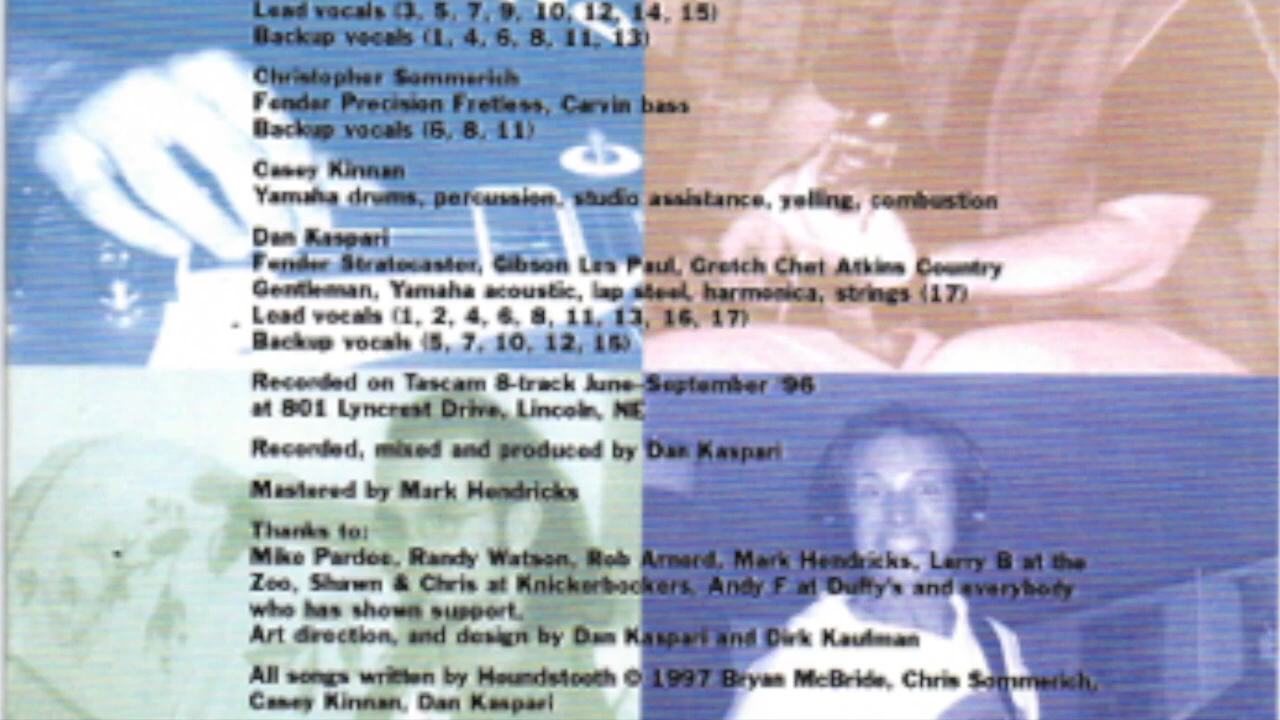 Lead vocals (3, 5, 7, 9, 10, 12, 14, 15)
Backup vocals (1, 4, 6, 8, 11, 13)
Christopher Sommerich
Fender Precision Fretless, Carvin bass
Backup vocals (6, 8, 11)
Casey Kinnan
Yamaha drums, percussion, studio assistance, yelling, combustion
Dan Kaspari
Fender Stratocaster, Gibson Les Paul, Gretch Chet Atkins Country
Gentleman, Yamaha acoustic, lap steel, harmonica, strings (17)
Lead vocals (1, 2, 4, 6, 8, 11, 13, 16, 17)
Backup vocals (5, 7, 10, 12, 15)
Recorded on Tascam 8-track June-September '96
at 801 Lyncrest Drive, Lincoln, NE
Recorded, mixed and produced by Dan Kaspari
Mastered by Mark Hendricks
Thanks to:
Mike Pardee, Randy Watson, Rob Arnerd, Mark Hendricks, Larry B at the
Zoo, Shawn & Chris at Knickerbockers, Andy F at Duffy's and everybody
who has shown support.
Art direction, and design by Dan Kaspari and Dirk Kaufman
All songs written by Houndstooth © 1997 Bryan McBride, Chris Sommerich,
Casey Kinnan, Dan Kaspari